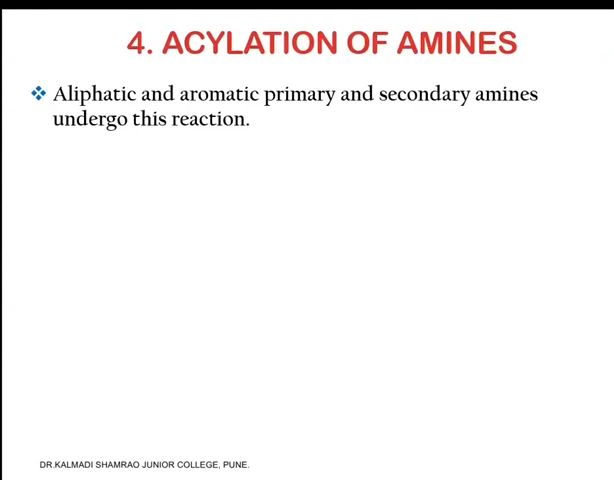 4. ACYLATION OF AMINES
❖ Aliphatic and aromatic primary and secondary amines
undergo this reaction.
DR.KALMADI SHAMRAO JUNIOR COLLEGE, PUNE.